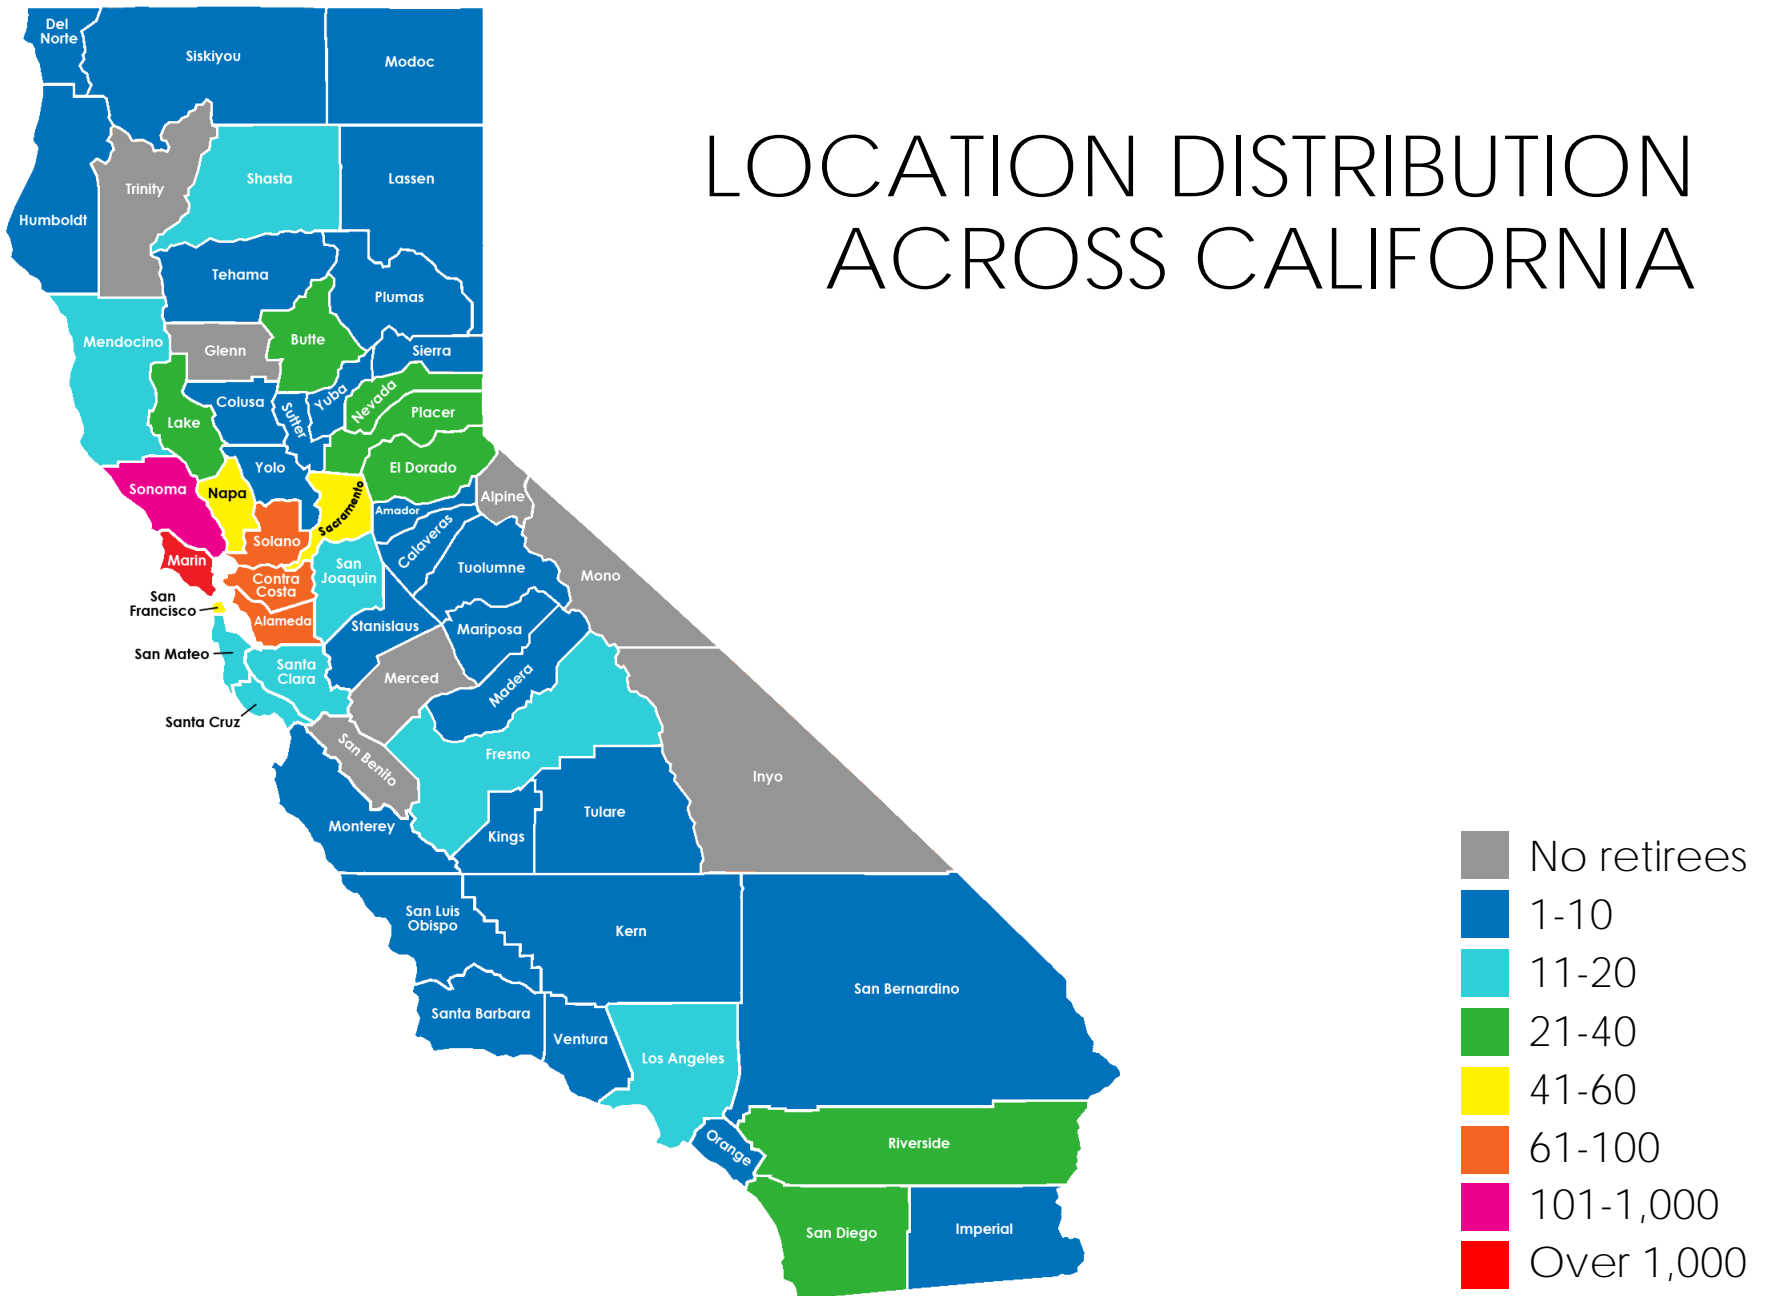 LOCATION DISTRIBUTION
ACROSS CALIFORNIA
Del
Norte
Siskiyou
Modoc
Trinity
Shasta
Lassen
Humboldt
Tehama
Plumas
Mendocino
Glenn
Butte
Sierra
Colusa
Sutter
Yuba
Nevada
Placer
Lake
El Dorado
Yolo
Sonoma
Napa
Sacramento
Alpine
Amador
Calaveras
Solano
Marin
Tuolumne
Mono
Contra
Costa
San
Joaquin
San
Francisco
Alameda
Stanislaus
Mariposa
San Mateo
Santa
Clara
Merced
Madera
Santa Cruz
San Benito
Fresno
Inyo
Monterey
Kings
Tulare
San Luis
Obispo
Kern
San Bernardino
Santa Barbara
Ventura
Los Angeles
Orange
Riverside
San Diego
Imperial
No retirees
1-10
11-20
21-40
41-60
61-100
101-1,000
Over 1,000